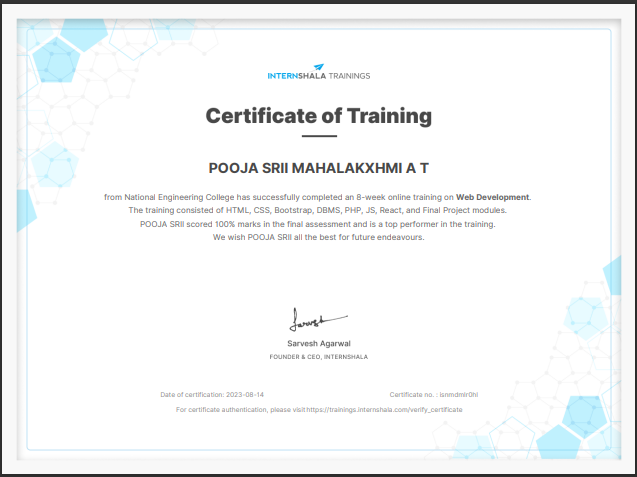 INTERNSHALA TRAININGS
Certificate of Training
POOJA SRII MAHALAKXHMI A T
from National Engineering College has successfully completed an 8-week online training on Web Development.
The training consisted of HTML, CSS, Bootstrap, DBMS, PHP, JS, React, and Final Project modules.
POOJA SRII scored 100% marks in the final assessment and is a top performer in the training.
We wish POOJA SRII all the best for future endeavours.
Sarvesh
Sarvesh Agarwal
FOUNDER & CEO, INTERNSHALA
Date of certification: 2023-08-14
Certificate no. :
For certificate authentication, please visit https://trainings.internshala.com/verify_certificate